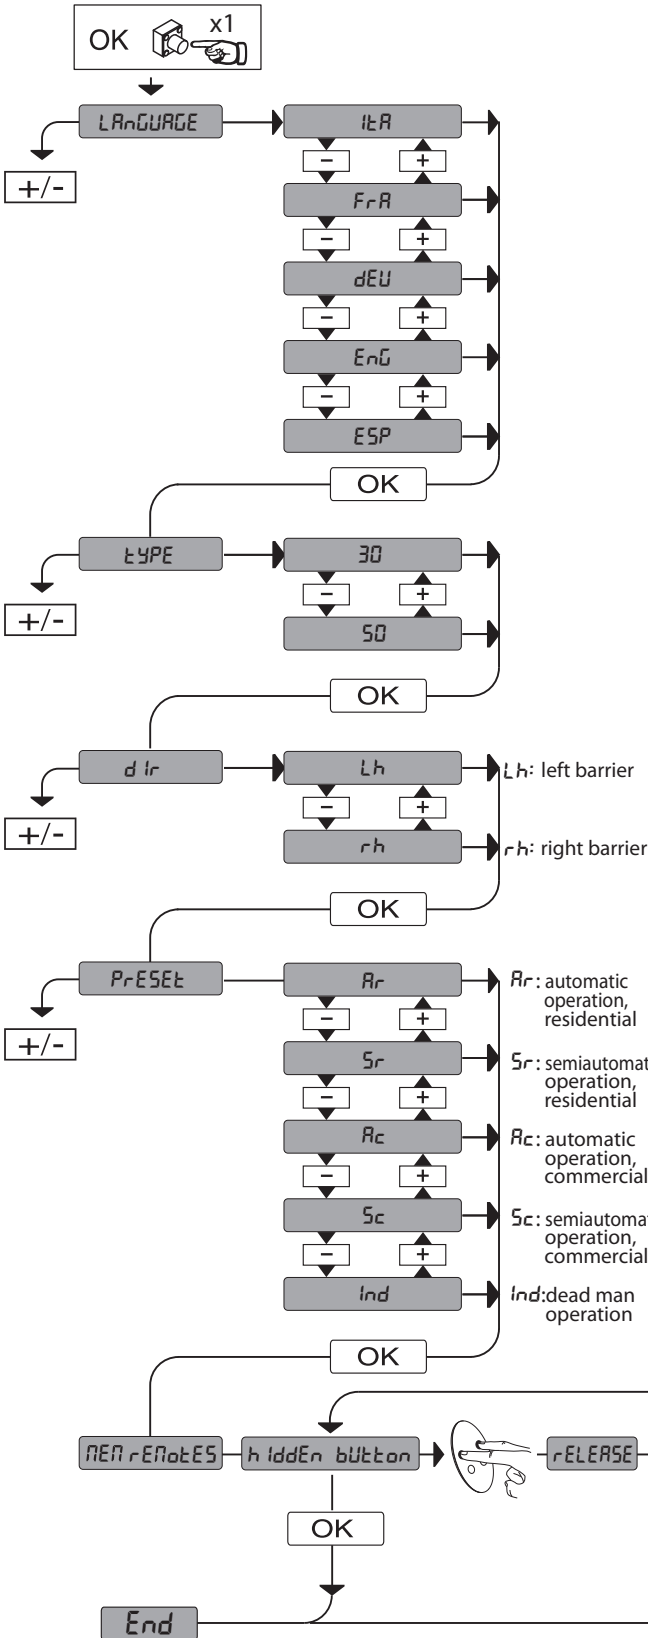 OK x1
LAnGUAGE ItA
+/-
- +
FrA
- +
dEU
- +
EnG
- +
ESP
OK
tYPE 30
+/-
- +
50
OK
dIr Lh Lh: left barrier
+/-
- +
rh rh: right barrier
OK
PrESEt Ar Ar: automatic
operation,
residential
+/-
- +
Sr Sr: semiautomat
operation,
residential
- +
Ac Ac: automatic
operation,
commercial
- +
Sc Sc: semiautomat
operation,
commercial
- +
Ind Ind: dead man
operation
OK
MEM rEMotES hIddEn bUtton rELEASE
OK
End